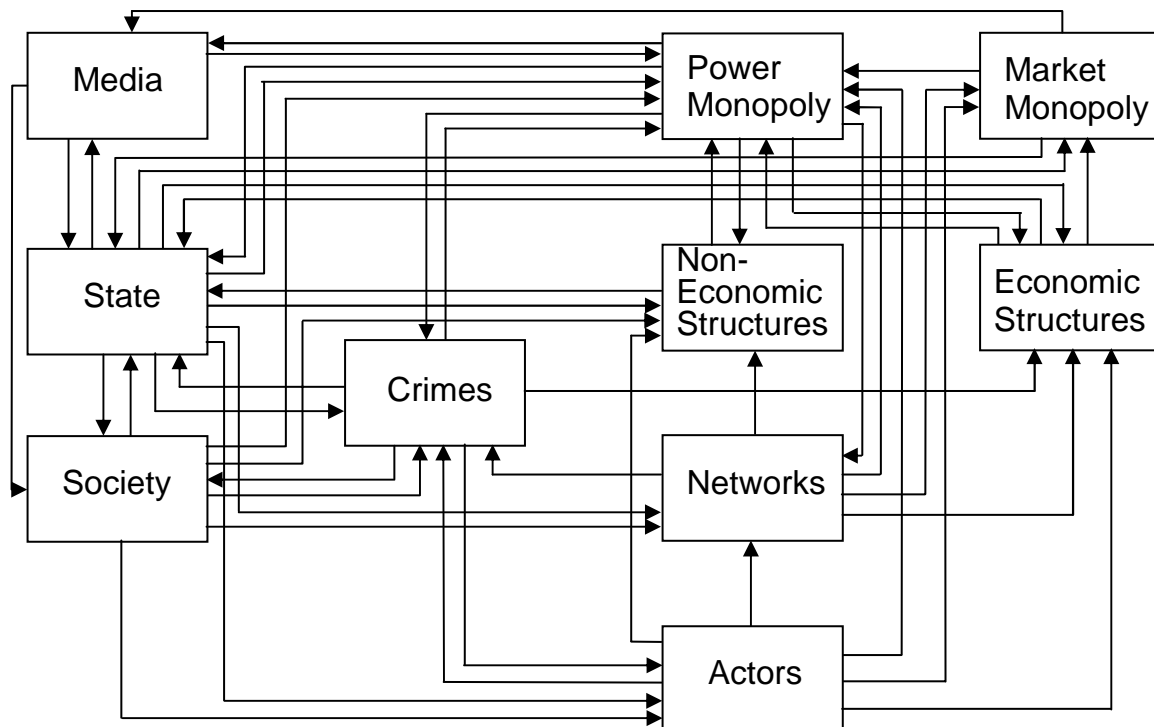 Media
Power
Monopoly
Market
Monopoly
State
Non-
Economic
Structures
Economic
Structures
Crimes
Society
Networks
Actors